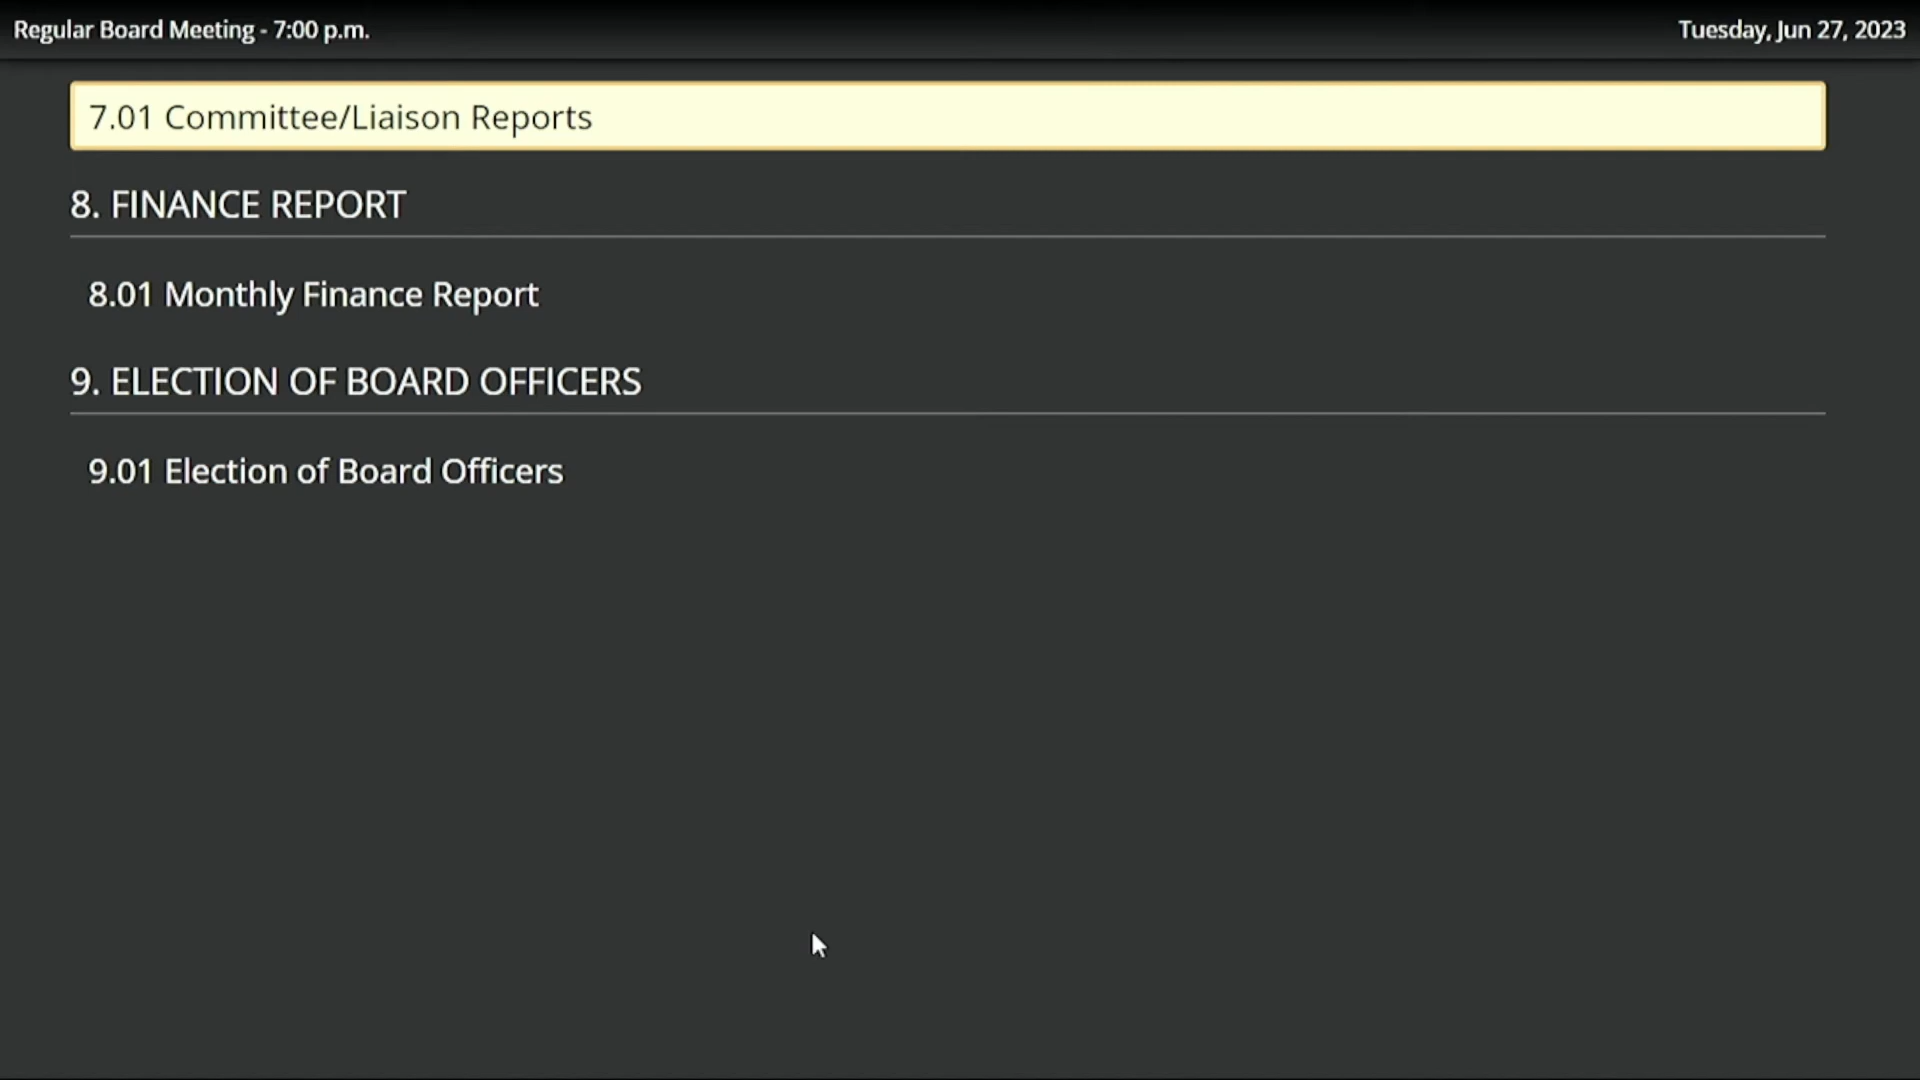 Regular Board Meeting - 7:00 p.m.
Tuesday, Jun 27, 2023
7.01 Committee/Liaison Reports
8. FINANCE REPORT
8.01 Monthly Finance Report
9. ELECTION OF BOARD OFFICERS
9.01 Election of Board Officers